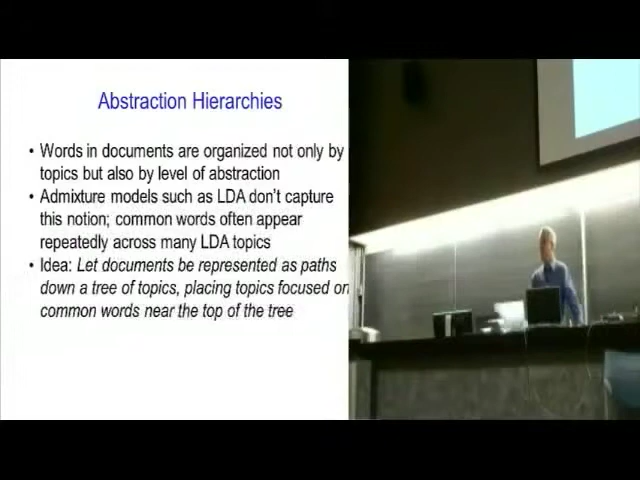 Abstraction Hierarchies
• Words in documents are organized not only by
topics but also by level of abstraction
• Admixture models such as LDA don't capture
this notion; common words often appear
repeatedly across many LDA topics
• Idea: Let documents be represented as paths
down a tree of topics, placing topics focused on
common words near the top of the tree